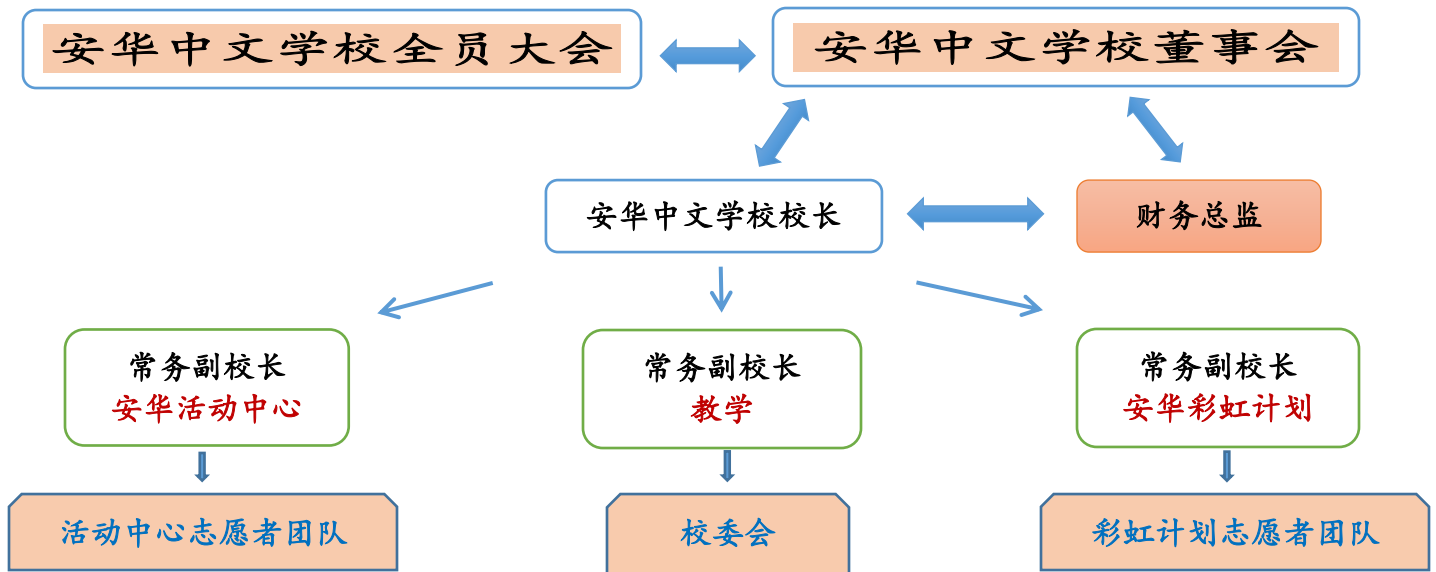 安华中文学校全员大会
安华中文学校董事会
安华中文学校校长
财务总监
常务副校长
安华活动中心
常务副校长
教学
常务副校长
安华彩虹计划
活动中心志愿者团队
校委会
彩虹计划志愿者团队